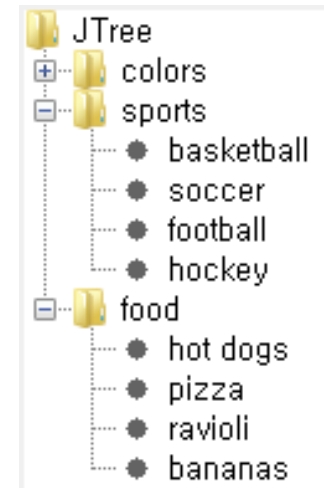 JTree
colors
sports
basketball
soccer
football
hockey
food
hot dogs
pizza
ravioli
bananas